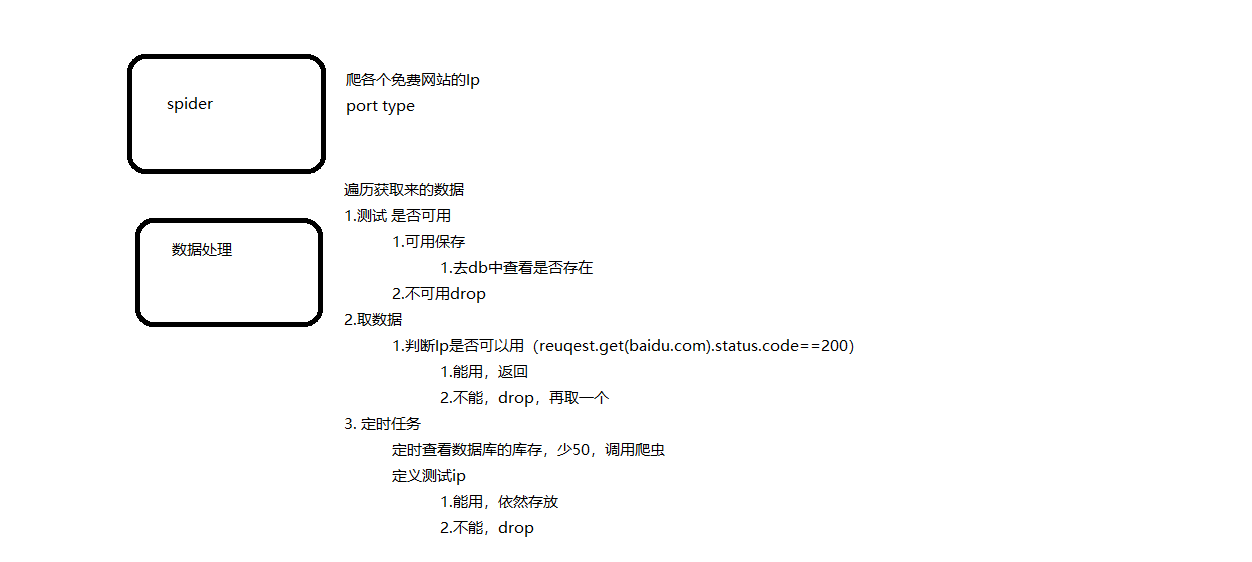 spider
爬各个免费网站的Ip
port type
遍历获取来的数据
1.测试 是否可用
1.可用保存
数据处理
1.去db中查看是否存在
2.不可用drop
2.取数据
1.判断Ip是否可以用（reuqest.get(baidu.com).status.code==200）
1.能用，返回
2.不能，drop，再取一个
3. 定时任务
定时查看数据库的库存，少50，调用爬虫
定义测试ip
1.能用，依然存放
2.不能，drop